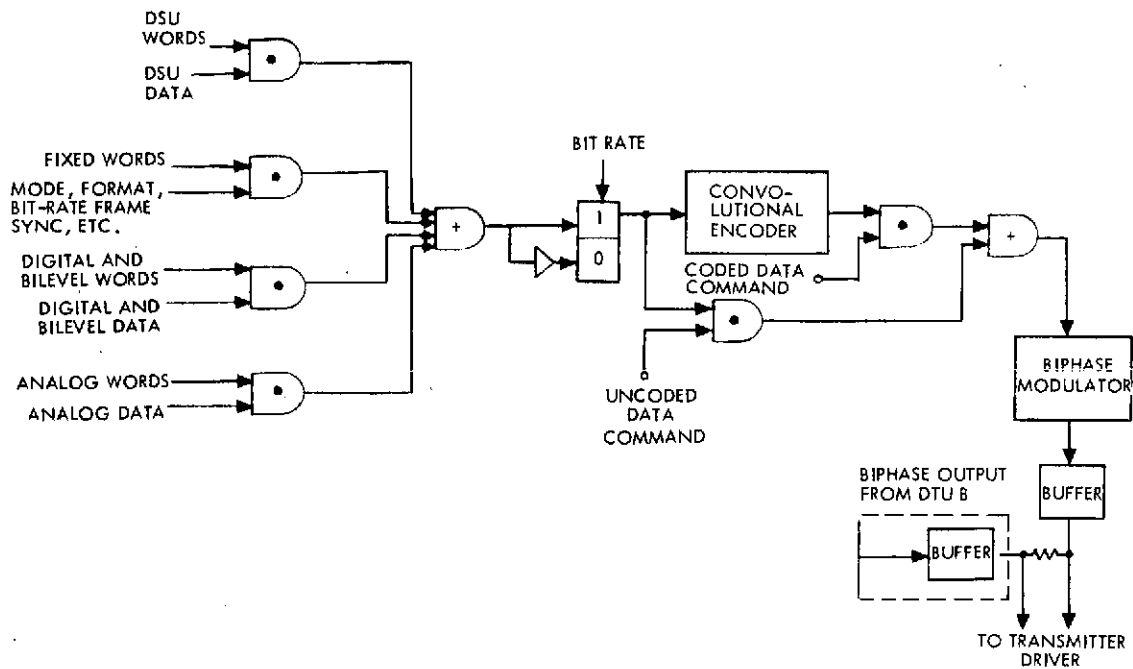 DSU
WORDS
DSU
DATA
FIXED WORDS
MODE, FORMAT,
BIT-RATE FRAME
SYNC, ETC.
DIGITAL AND
BILEVEL WORDS
DIGITAL AND
BILEVEL DATA
ANALOG WORDS
ANALOG DATA
+
BIT RATE
1
0
CONVO-
LUTIONAL
ENCODER
CODED DATA
COMMAND
UNCODED
DATA
COMMAND
+
BIPHASE
MODULATOR
BUFFER
BIPHASE OUTPUT
FROM DTU B
BUFFER
TO TRANSMITTER
DRIVER